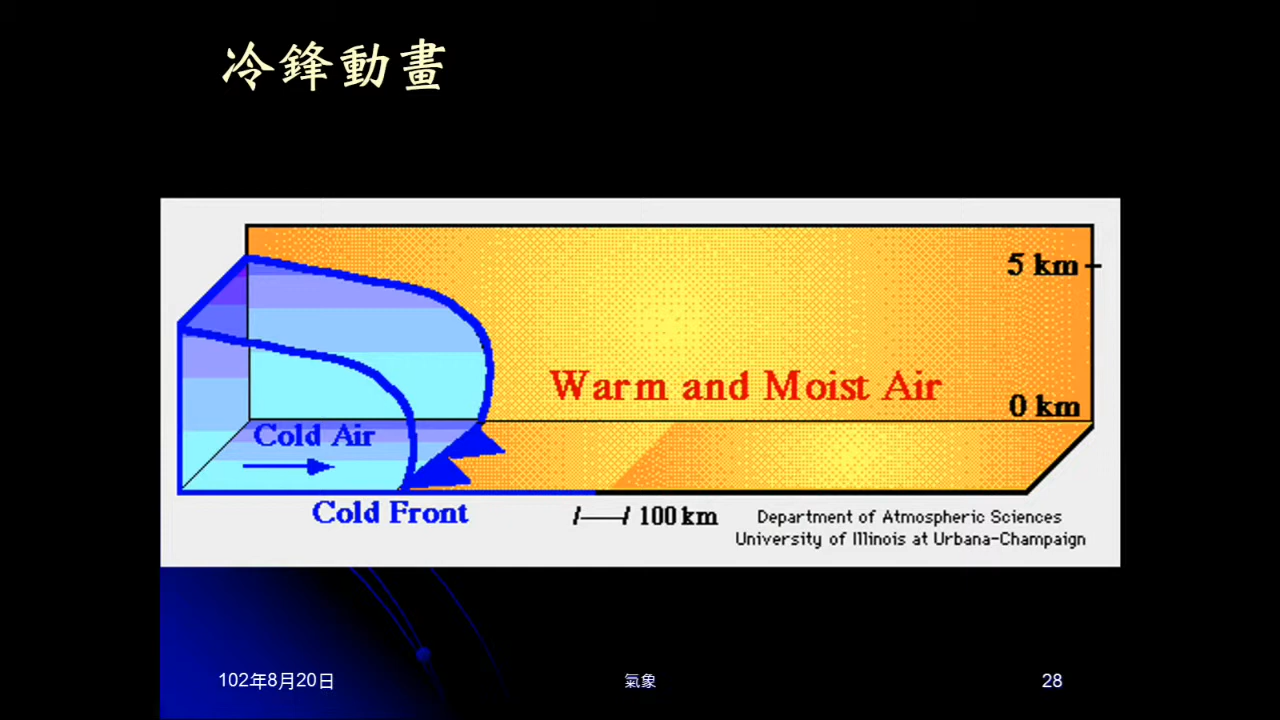 冷鋒動畫
5 km
Warm and Moist Air
0 km
Cold Air
Cold Front
100 km
Department of Atmospheric Sciences
University of Illinois at Urbana-Champaign
102年8月20日
氣象
28